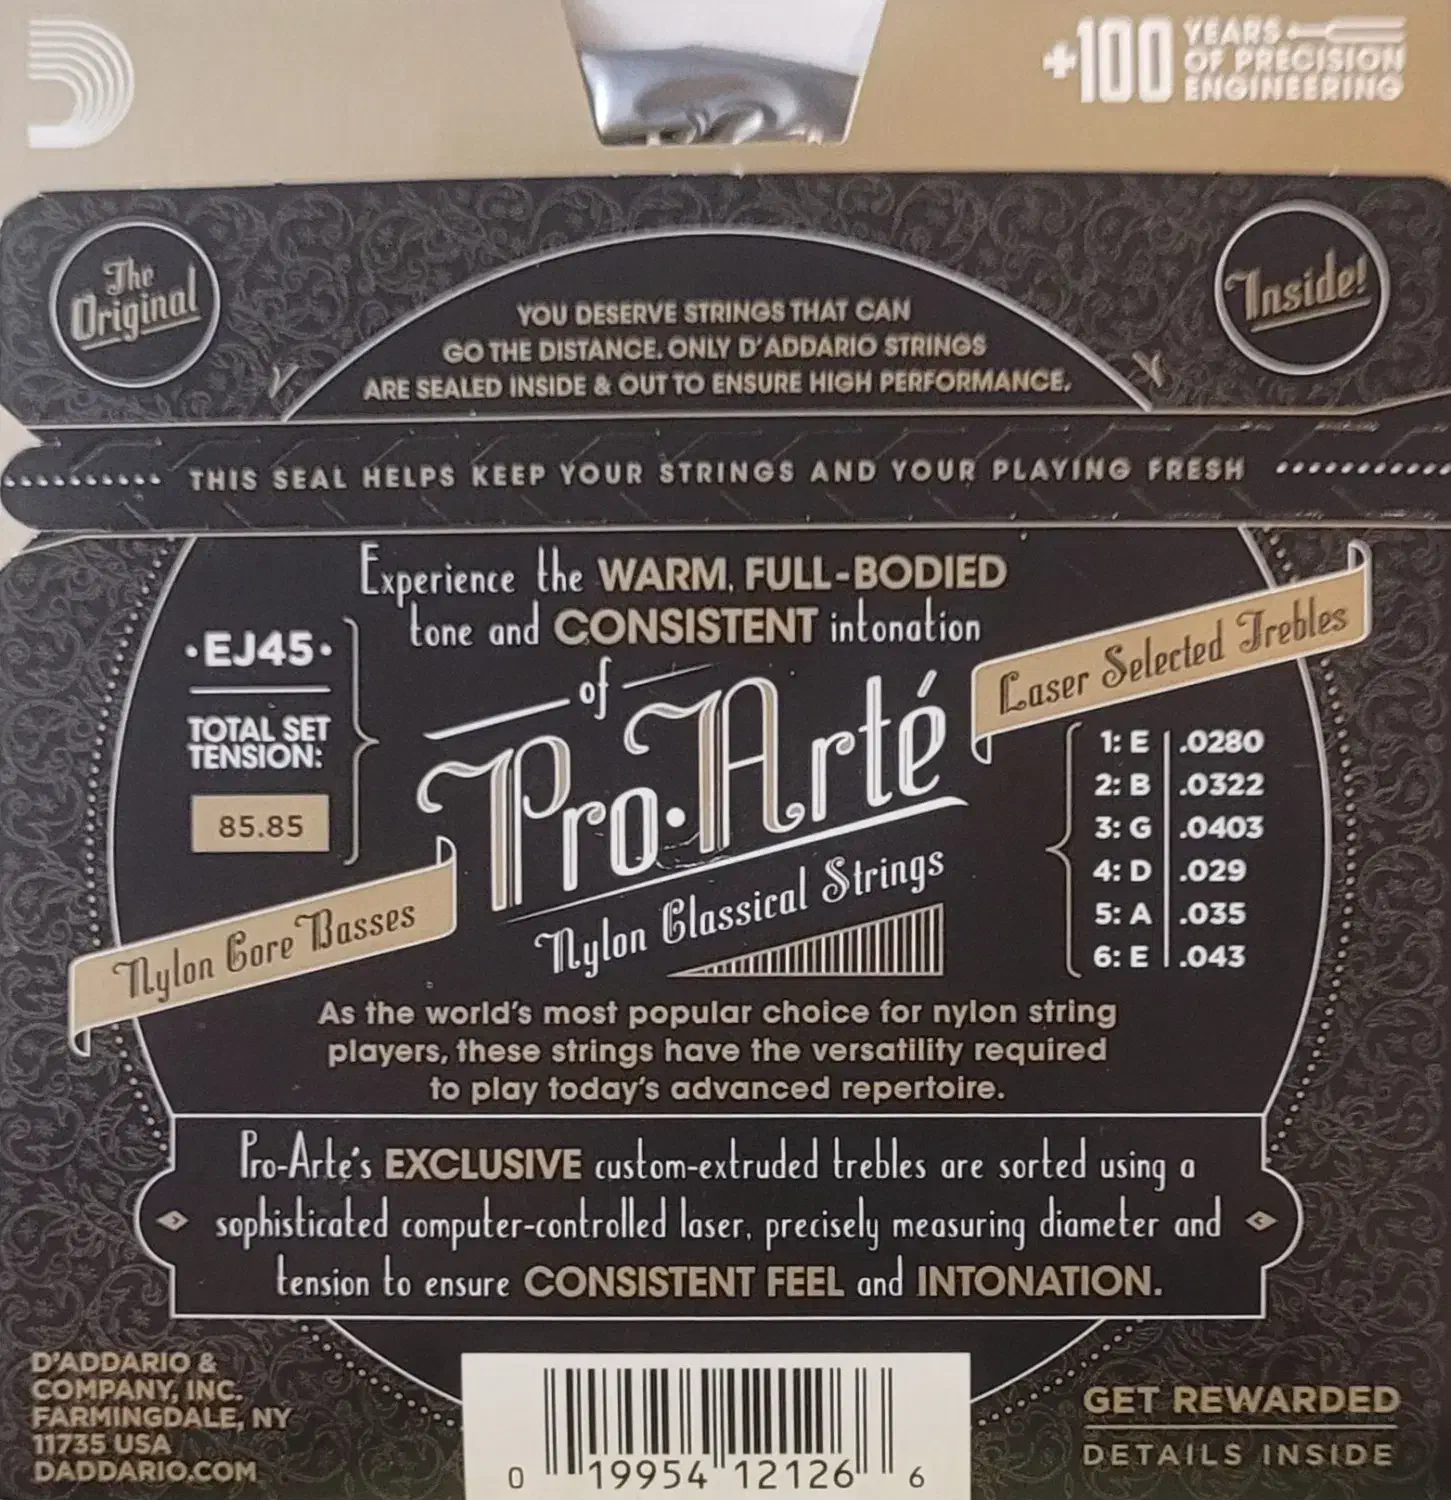 +100 YEARS
OF PRECISION
ENGINEERING
The
Original
Inside!
YOU DESERVE STRINGS THAT CAN
GO THE DISTANCE. ONLY D'ADDARIO STRINGS
ARE SEALED INSIDE & OUT TO ENSURE HIGH PERFORMANCE.
THIS SEAL HELPS KEEP YOUR STRINGS AND YOUR PLAYING FRESH
Experience the WARM, FULL-BODIED
tone and CONSISTENT intonation
of
Pro·Arté
Nylon Classical Strings
·EJ45·
TOTAL SET
TENSION:
85.85
Nylon Core Basses
Laser Selected Trebles
1: E | .0280
2: B | .0322
3: G | .0403
4: D | .029
5: A | .035
6: E | .043
As the world's most popular choice for nylon string
players, these strings have the versatility required
to play today's advanced repertoire.
Pro-Arte's EXCLUSIVE custom-extruded trebles are sorted using a
sophisticated computer-controlled laser, precisely measuring diameter and
tension to ensure CONSISTENT FEEL and INTONATION.
D'ADDARIO &
COMPANY, INC.
FARMINGDALE, NY
11735 USA
DADDARIO.COM
0 19954 12126 6
GET REWARDED
DETAILS INSIDE